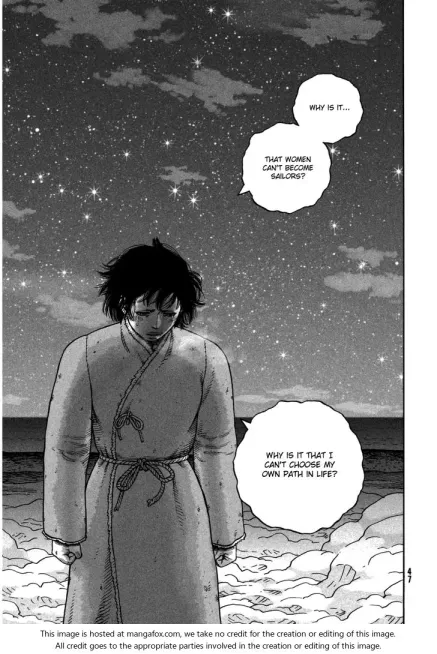 WHY IS IT...
THAT WOMEN
CAN'T BECOME
SAILORS?
WHY IS IT THAT I
CAN'T CHOOSE MY
OWN PATH IN LIFE?
47
This image is hosted at mangafox.com, we take no credit for the creation or editing of this image.
All credit goes to the appropriate parties involved in the creation or editing of this image.